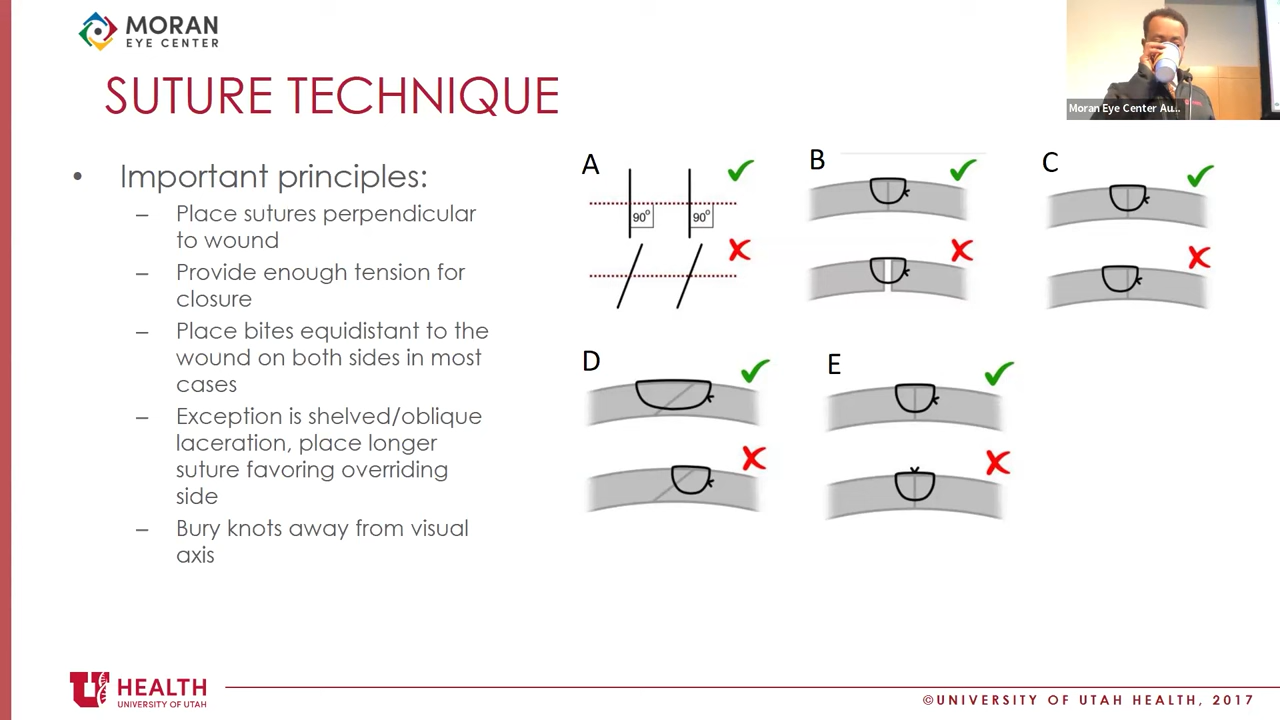 MORAN
EYE CENTER
Moran Eye Center Au...
SUTURE TECHNIQUE
• Important principles:
– Place sutures perpendicular
to wound
– Provide enough tension for
closure
– Place bites equidistant to the
wound on both sides in most
cases
– Exception is shelved/oblique
laceration, place longer
suture favoring overriding
side
– Bury knots away from visual
axis
A
90°
90°
B
C
D
E
U HEALTH
UNIVERSITY OF UTAH
©UNIVERSITY OF UTAH HEALTH, 2017